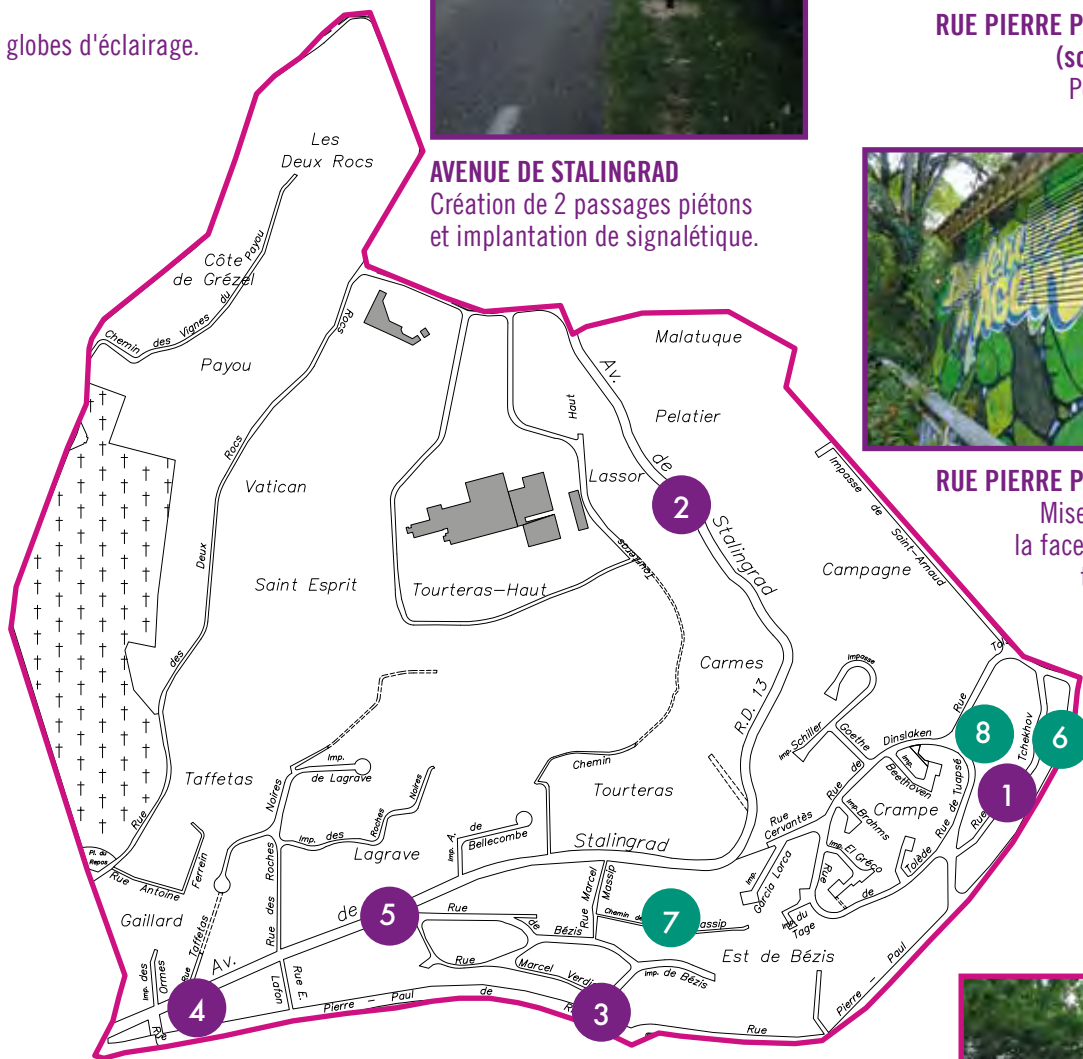 globes d'éclairage.
AVENUE DE STALINGRAD
Création de 2 passages piétons
et implantation de signalétique.
RUE PIERRE P
(so
P
RUE PIERRE P
Mise
la face
t
Les
Deux Rocs
Côte
de Grézel
Chemin des Vignes du Payou
Payou
Rocs
Malatuque
Av.
Pelatier
Haut
Lassor
de
2
Stalingrad
Impasse de Saint-Arnaud
Vatican
Rocs
Deux
Tourteras
Campagne
Saint Esprit
Tourteras-Haut
Carmes
R.D. 13
Impasse
des
Rue
Rue
Tol
Imp. Schiller
Goethe
Dinslaken
8
Tchekhov
6
Imp.
Beethoven
Rue de
Rue de Tuapsé
1
Rue
Imp.
de Lagrave
Taffetas
Noires
Chemin
Tourteras
Crampe
Imp. Brahms
Rue
Cervantès
Imp. des Roches Noires
Lagrave
Imp. A. de
Bellecombe
Stalingrad
Imp. El Gréco
Tolède
Pl. du
Repos
Rue Antoine Ferrein
Rue des Roches
Imp. Garcia Lorca
Rue
de
Rue Marcel Massip
Gaillard
Rue Taffetas
de
5
Rue
de
Bézis
Chemin de
7
assip
Imp. du
Tage
Est de Bézis
Av.
Imp. des Ormes
Rue E. Lafon
Rue
Marcel Verdi
Imp. de Bézis
4
Rue
Pierre - Paul de
R
3
Rue
Pierre-Paul